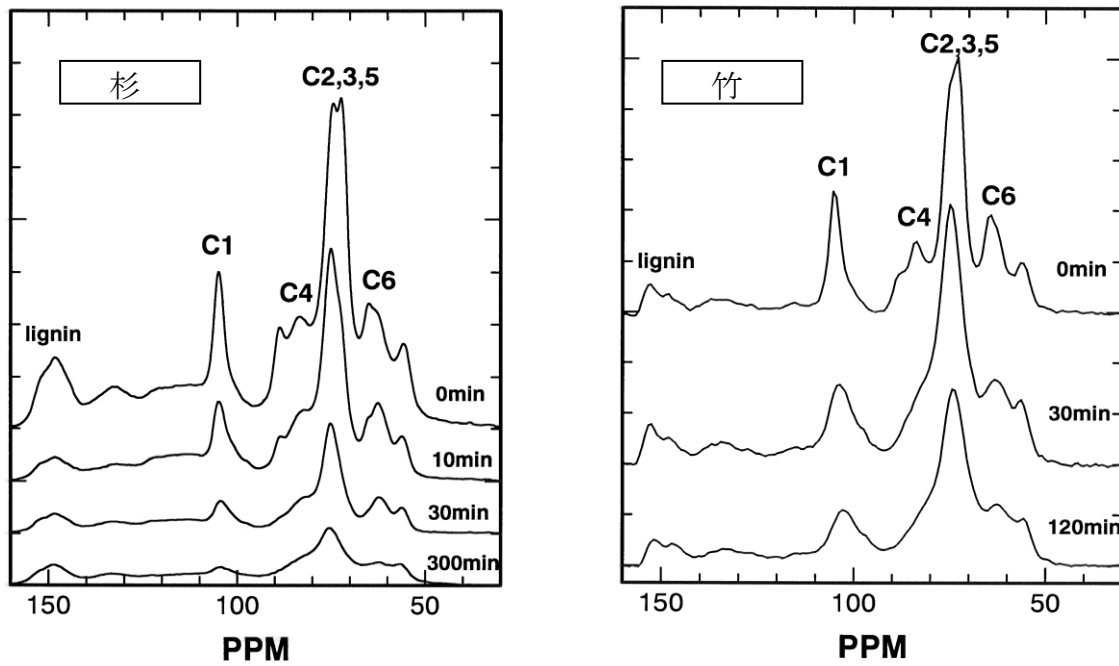 杉
C2,3,5
C1
C4
C6
lignin
0min
10min
30min
300min
150
100
50
PPM
竹
C2,3,5
C1
C4
C6
lignin
0min
30min
120min
150
100
50
PPM